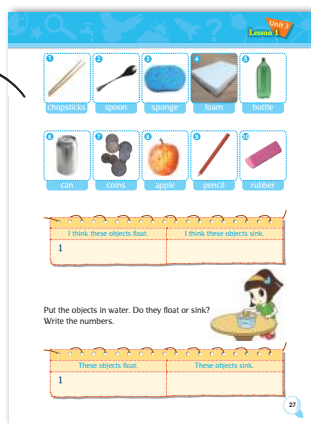 Unit 3
Lesson 1
1 2 3 4 5
chopsticks spoon sponge foam bottle
6 7 8 9 10
can coins apple pencil rubber
I think these objects float. I think these objects sink.
1
Put the objects in water. Do they float or sink?
Write the numbers.
These objects float. These objects sink.
1
27